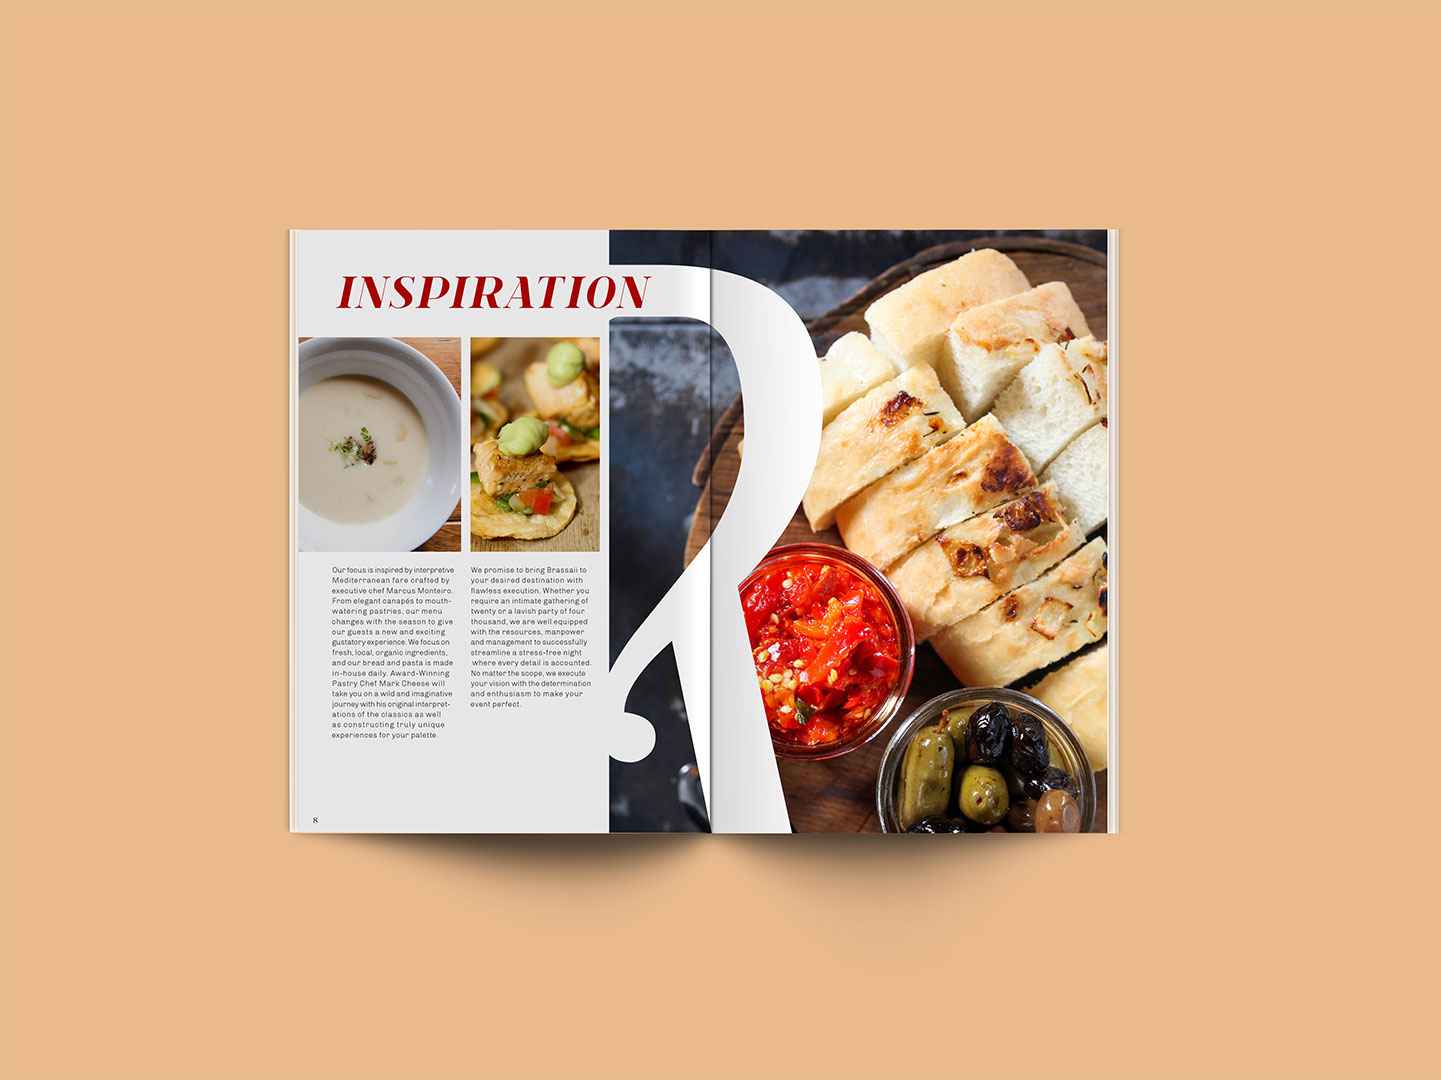 INSPIRATION
Our focus is inspired by interpretive
Mediterranean fare crafted by
executive chef Marcus Monteiro.
From elegant canapés to mouth-
watering pastries, our menu
changes with the season to give
our guests a new and exciting
gustatory experience. We focus on
fresh, local, organic ingredients,
and our bread and pasta is made
in-house daily. Award-Winning
Pastry Chef Mark Cheese will
take you on a wild and imaginative
journey with his original interpret-
ations of the classics as well
as constructing truly unique
experiences for your palette.
We promise to bring Brassaii to
your desired destination with
flawless execution. Whether you
require an intimate gathering of
twenty or a lavish party of four
thousand, we are well equipped
with the resources, manpower
and management to successfully
streamline a stress-free night
where every detail is accounted.
No matter the scope, we execute
your vision with the determination
and enthusiasm to make your
event perfect.
8